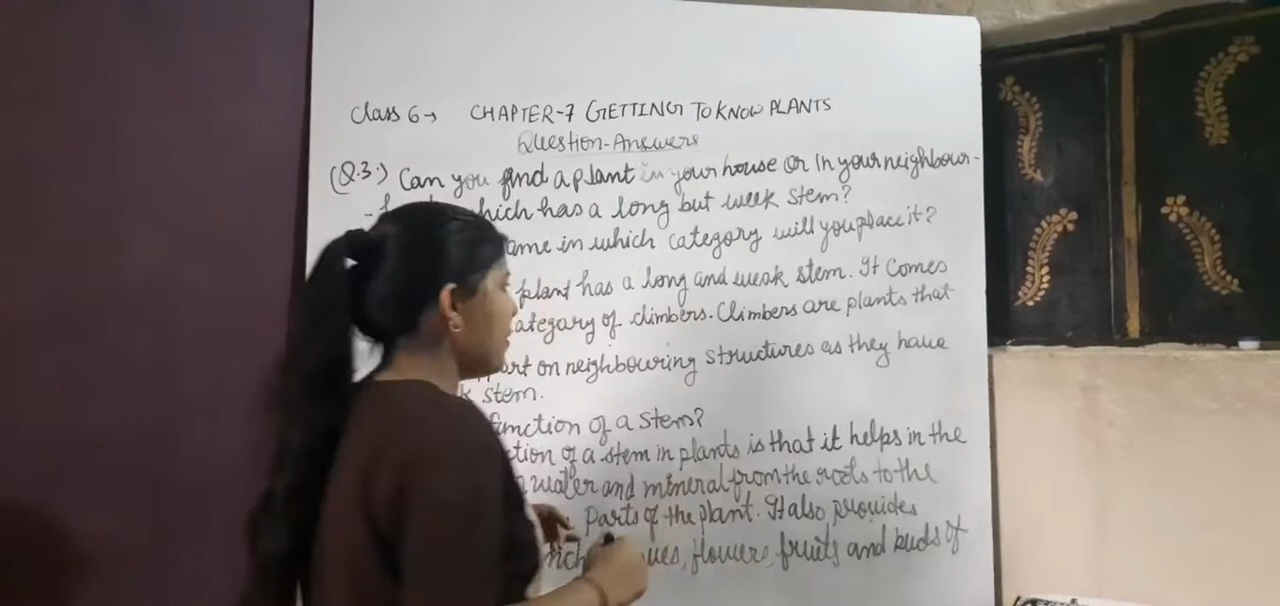 Class 6→ CHAPTER-7 GETTING TO KNOW PLANTS
Question-Answers
(Q.3.) Can you find a plant in your house or in your neighbour-
which has a long but week stem?
ame in which category will you place it?
plant has a long and weak stem. It comes
ategary of climbers. Climbers are plants that
on neighbouring structures as they have
stem.
function of a stem?
of a stem in plants is that it helps in the
water and mineral from the roots to the
parts of the plant. It also provides
flowers, fruits and buds of